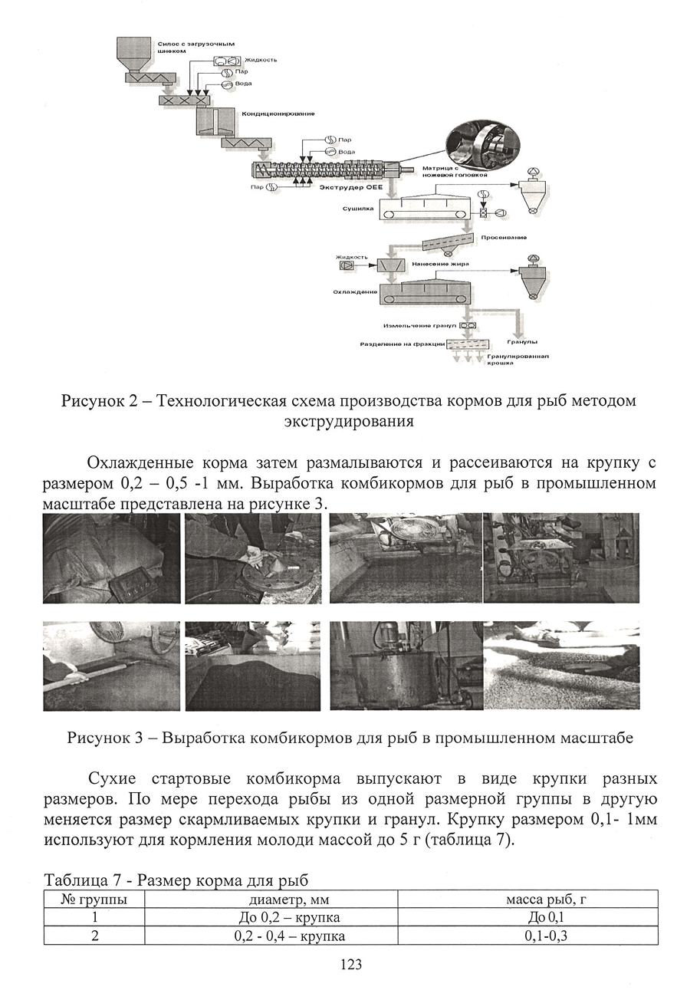 Силос с загрузочным
шнеком
Жидкость
Пар
Вода
Кондиционирование
Пар
Вода
Матрица с
ножевой головкой
Пар
Экструдер ОЕЕ
Сушилка
Просеивание
Жидкость
Нанесение жира
Охлаждение
Измельчение гранул
Гранулы
Разделение на фракции
Гранулированная
крошка
Рисунок 2 – Технологическая схема производства кормов для рыб методом
экструдирования
Охлажденные корма затем размалываются и рассеиваются на крупку с
размером 0,2 – 0,5 -1 мм. Выработка комбикормов для рыб в промышленном
масштабе представлена на рисунке 3.
Рисунок 3 – Выработка комбикормов для рыб в промышленном масштабе
Сухие стартовые комбикорма выпускают в виде крупки разных
размеров. По мере перехода рыбы из одной размерной группы в другую
меняется размер скармливаемых крупки и гранул. Крупку размером 0,1- 1мм
используют для кормления молоди массой до 5 г (таблица 7).
Таблица 7 - Размер корма для рыб
№ группы диаметр, мм масса рыб, г
1 До 0,2 – крупка До 0,1
2 0,2 - 0,4 – крупка 0,1-0,3
123